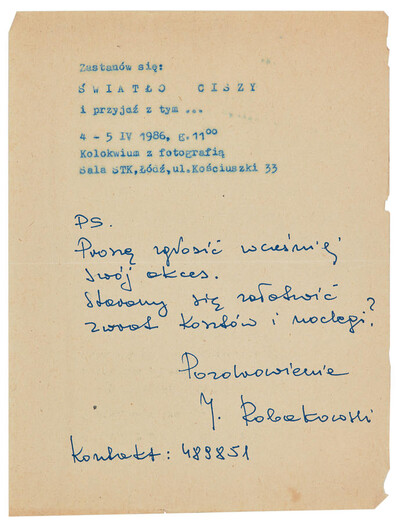 Zastanów się:
ŚWIATŁO CISZY
i przyjdź z tym ...
4 - 5 IV 1986, g. 11⁰⁰
Kolokwium z fotografią
Sala STK, Łódź, ul. Kościuszki 33
PS.
Proszę zgłosić wcześniej
swój akces.
Staramy się załatwić
zwrot kosztów i noclegi?
Pozdrowienie
J. Robakowski
Kontakt: 489851